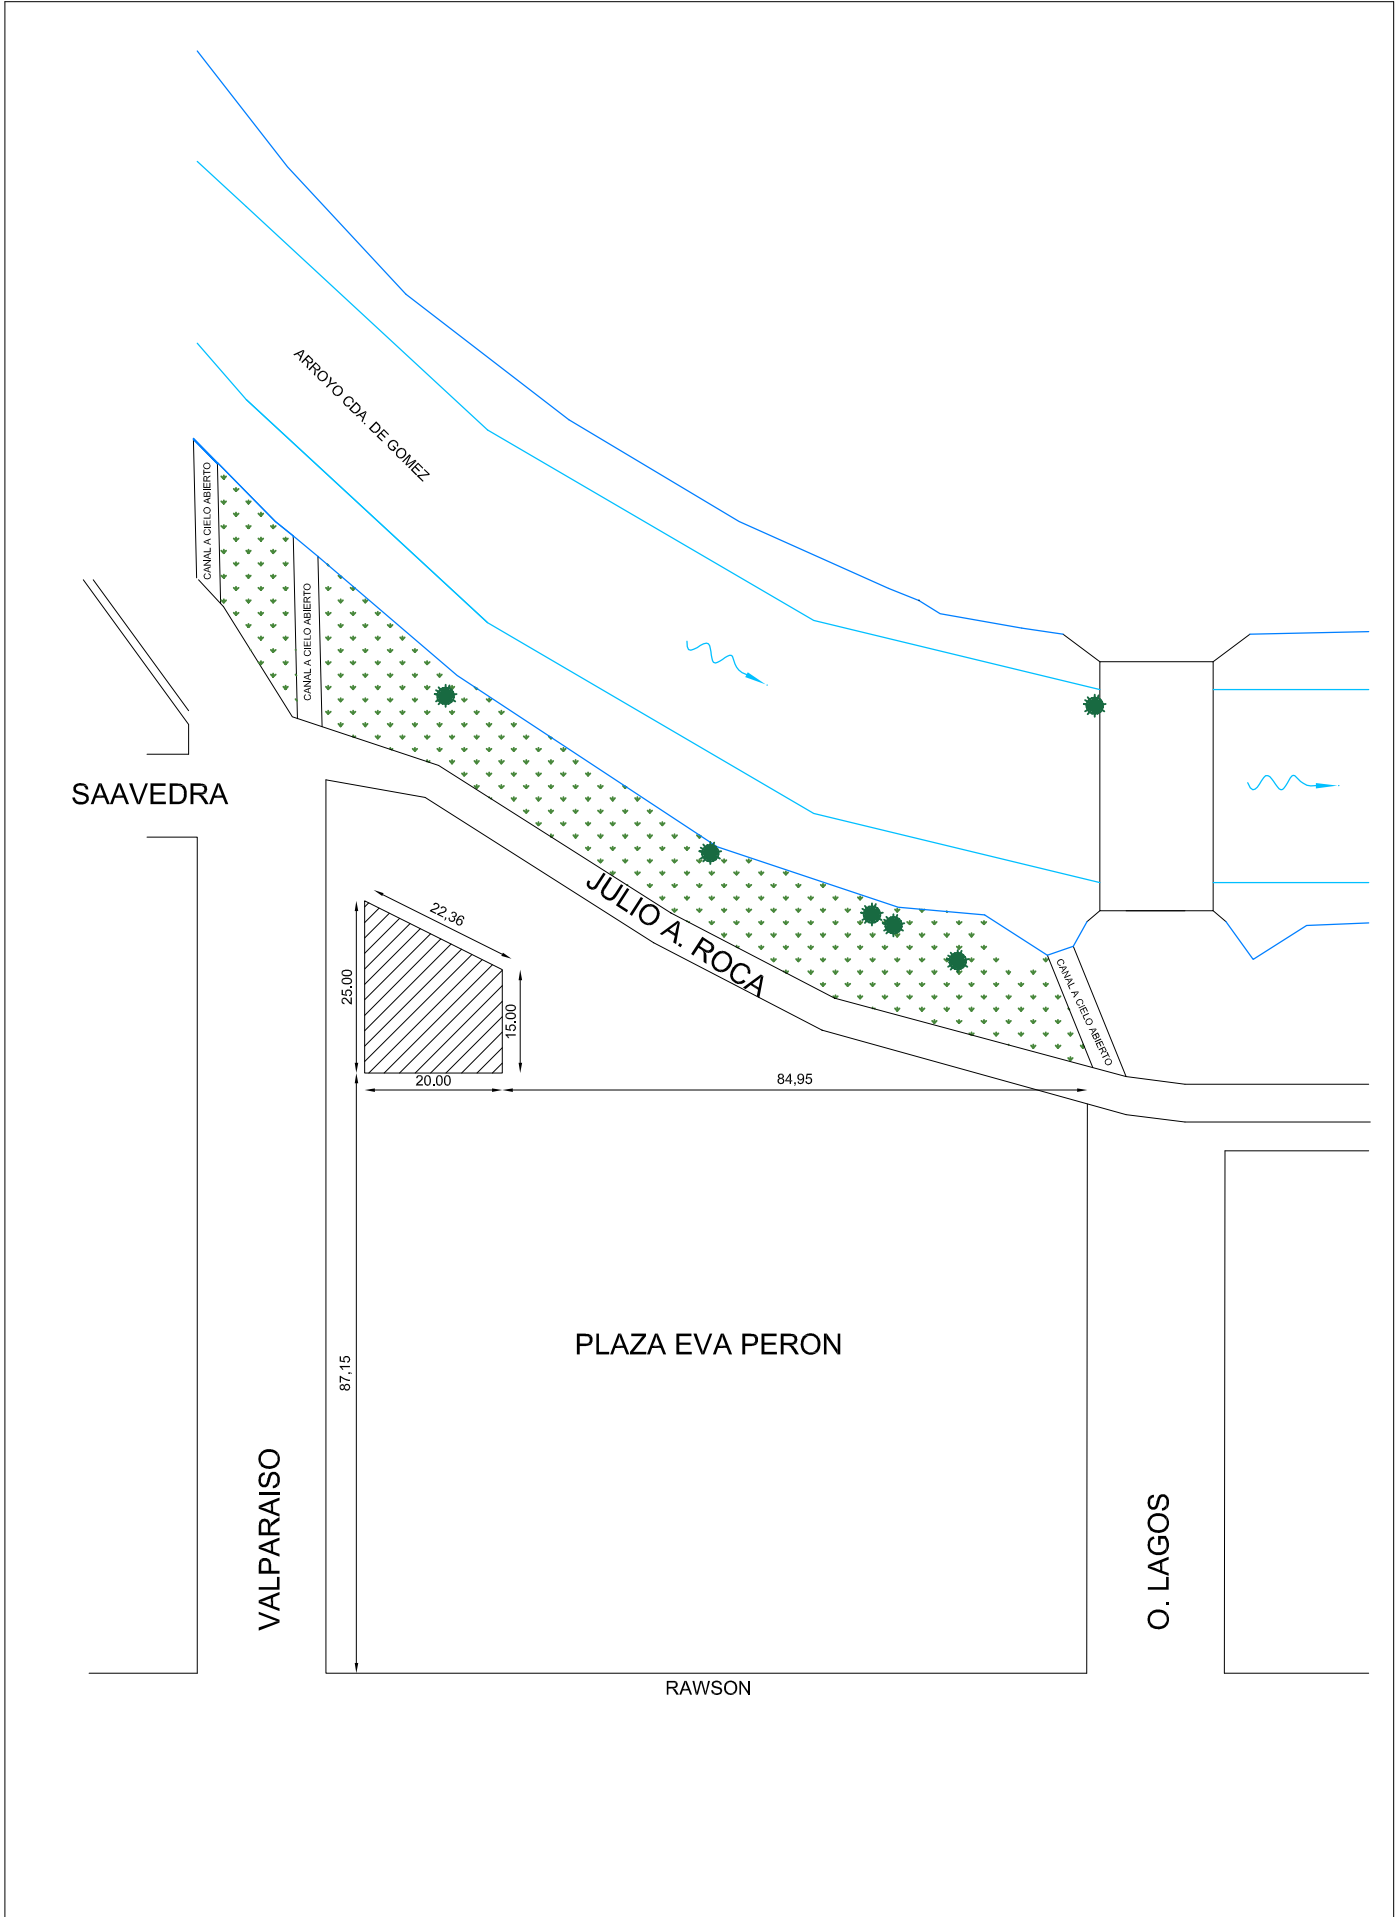 ARROYO CDA. DE GOMEZ
CANAL A CIELO ABIERTO
CANAL A CIELO ABIERTO
SAAVEDRA
JULIO A. ROCA
22,36
25.00
15.00
CANAL A CIELO ABIERTO
20.00
84,95
PLAZA EVA PERON
87,15
VALPARAISO
O. LAGOS
RAWSON